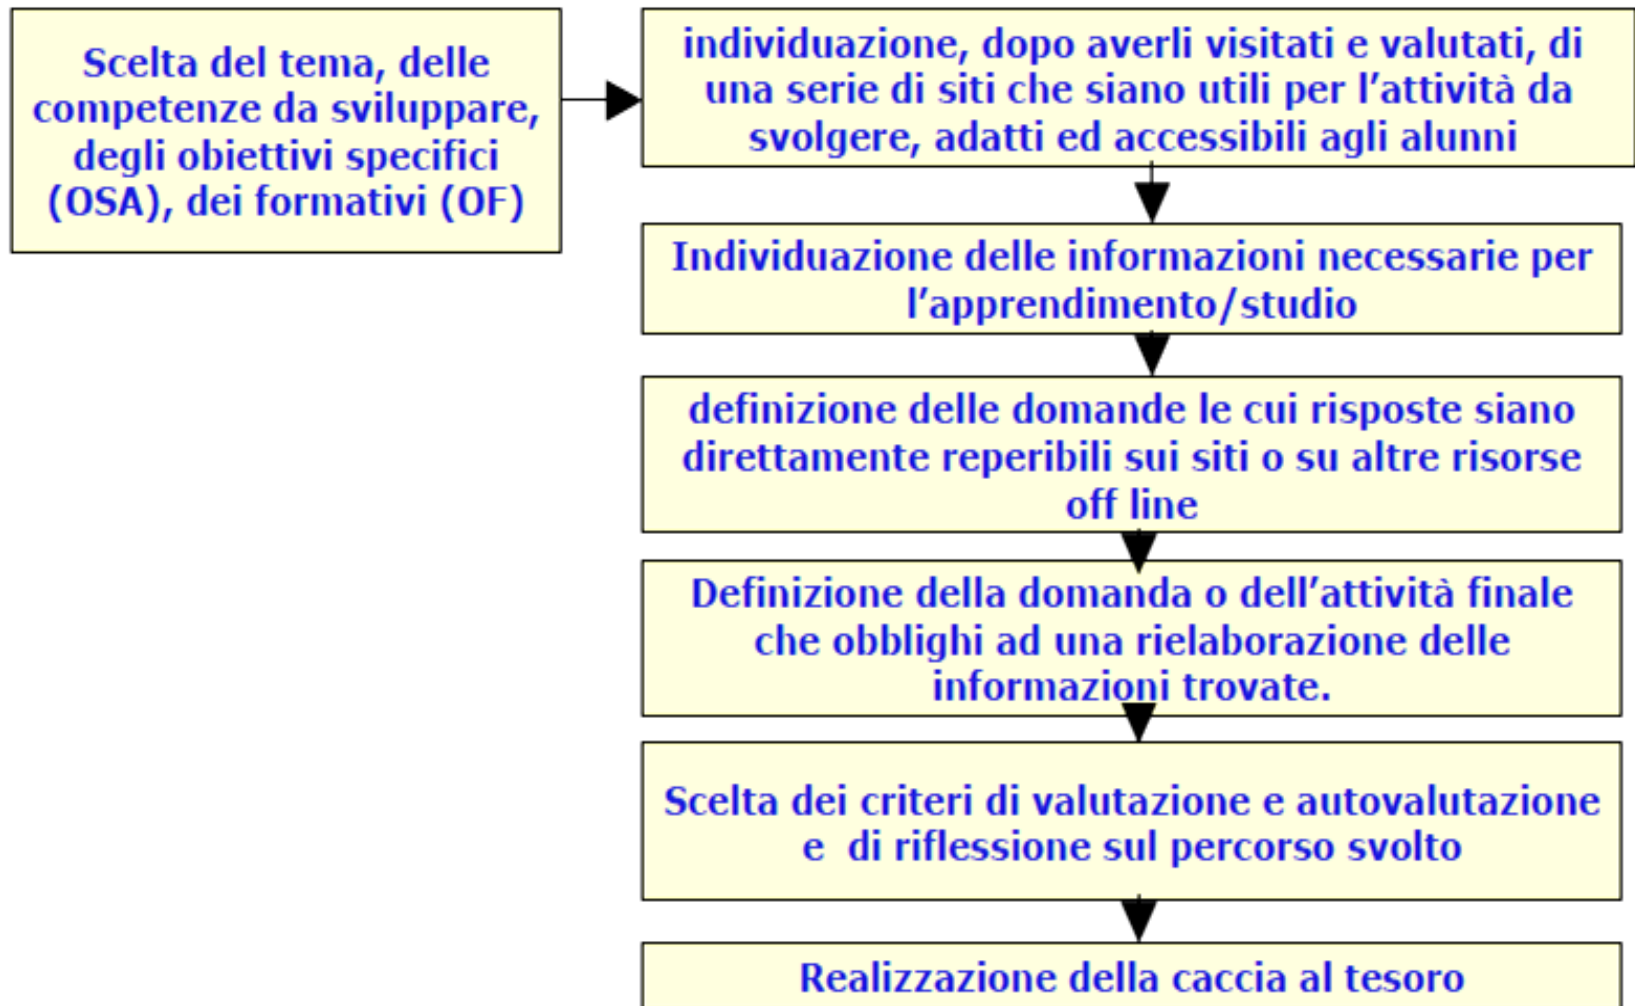 Scelta del tema, delle
competenze da sviluppare,
degli obiettivi specifici
(OSA), dei formativi (OF)
individuazione, dopo averli visitati e valutati, di
una serie di siti che siano utili per l'attività da
svolgere, adatti ed accessibili agli alunni
Individuazione delle informazioni necessarie per
l'apprendimento/studio
definizione delle domande le cui risposte siano
direttamente reperibili sui siti o su altre risorse
off line
Definizione della domanda o dell'attività finale
che obblighi ad una rielaborazione delle
informazioni trovate.
Scelta dei criteri di valutazione e autovalutazione
e  di riflessione sul percorso svolto
Realizzazione della caccia al tesoro